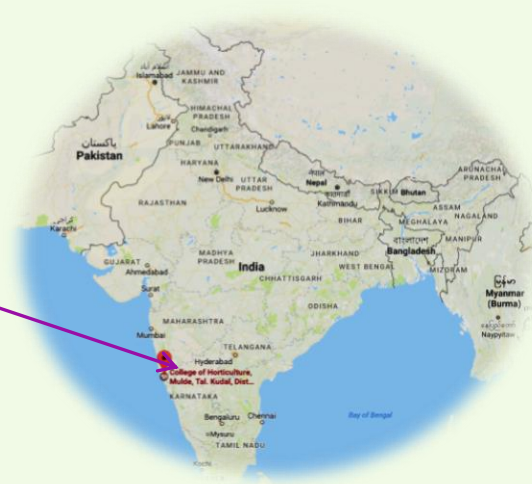 اسلام آباد
Islamabad
JAMMU AND
KASHMIR
HIMACHAL
PRADESH
Lahore
Chandigarh
PUNJAB
UTTARAKHAND
پاکستان
Pakistan
HARYANA
New Delhi
UTTAR
PRADESH
नेपाल
Nepal
Kathmandu
SIKKIM
Bhutan
ARUNACHAL
PRADESH
ASSAM
NAGALAND
MEGHALAYA
RAJASTHAN
Lucknow
BIHAR
MANIPUR
Karachi
বাংলাদেশ
Bangladesh
GUJARAT
Ahmedabad
MADHYA
PRADESH
India
JHARKHAND
WEST BENGAL
MIZORAM
CHHATTISGARH
Myanmar
(Burma)
Surat
ODISHA
MAHARASHTRA
Mumbai
Naypyitaw
TELANGANA
Hyderabad
College of Horticulture,
Mulde, Tal. Kudal, Dist...
KARNATAKA
Bengaluru
Chennai
Bay of Bengal
Mysuru
TAMIL NADU
Kochi